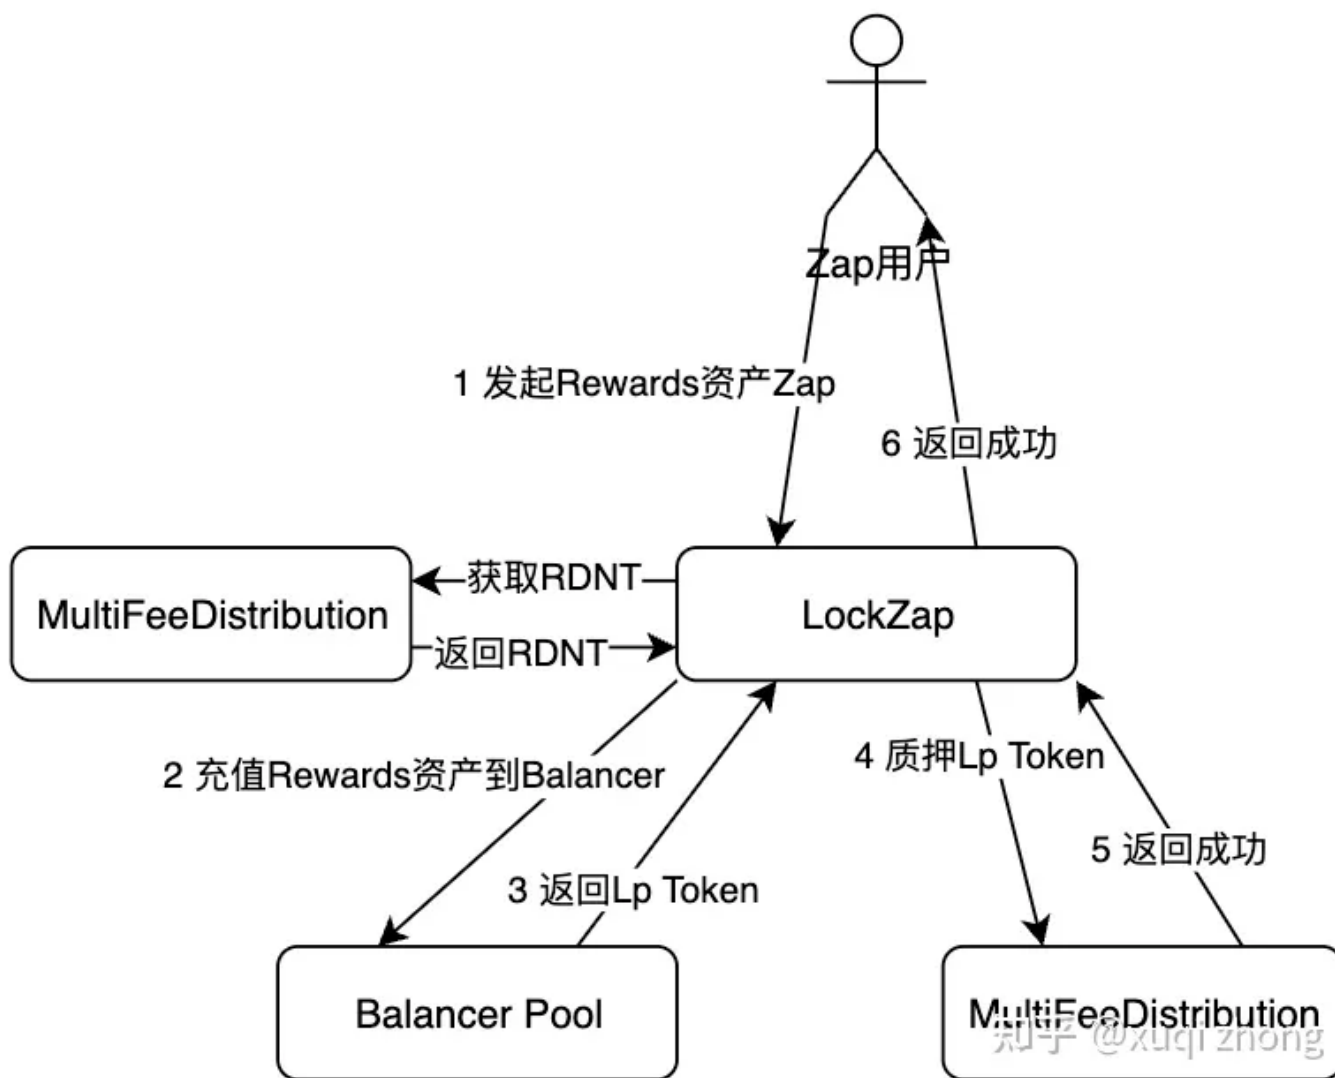 Zap用户
1 发起Rewards资产Zap
6 返回成功
获取RDNT
MultiFeeDistribution
LockZap
返回RDNT
4 质押Lp Token
2 充值Rewards资产到Balancer
5 返回成功
3 返回Lp Token
Balancer Pool
MultiFeeDistribution
知乎 @xuqi zhong